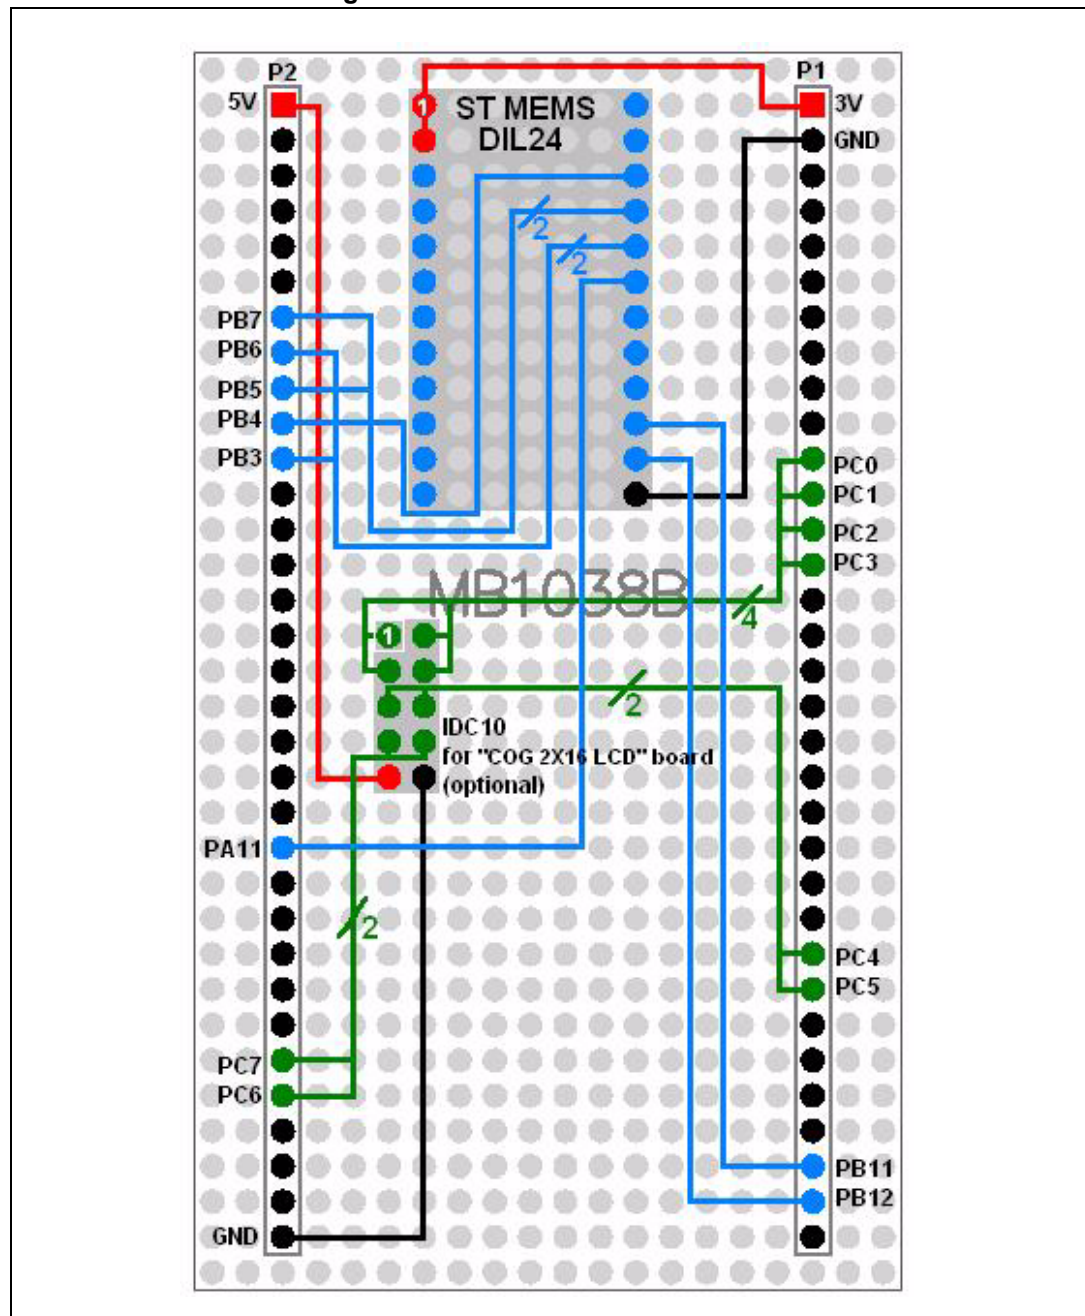 P2
P1
5V
1
ST MEMS
DIL24
3V
GND
2
2
PB7
PB6
PB5
PB4
PB3
PC0
PC1
PC2
PC3
MB1038B
4
1
2
IDC10
for "COG 2X16 LCD" board
(optional)
PA11
2
PC4
PC5
PC7
PC6
PB11
PB12
GND